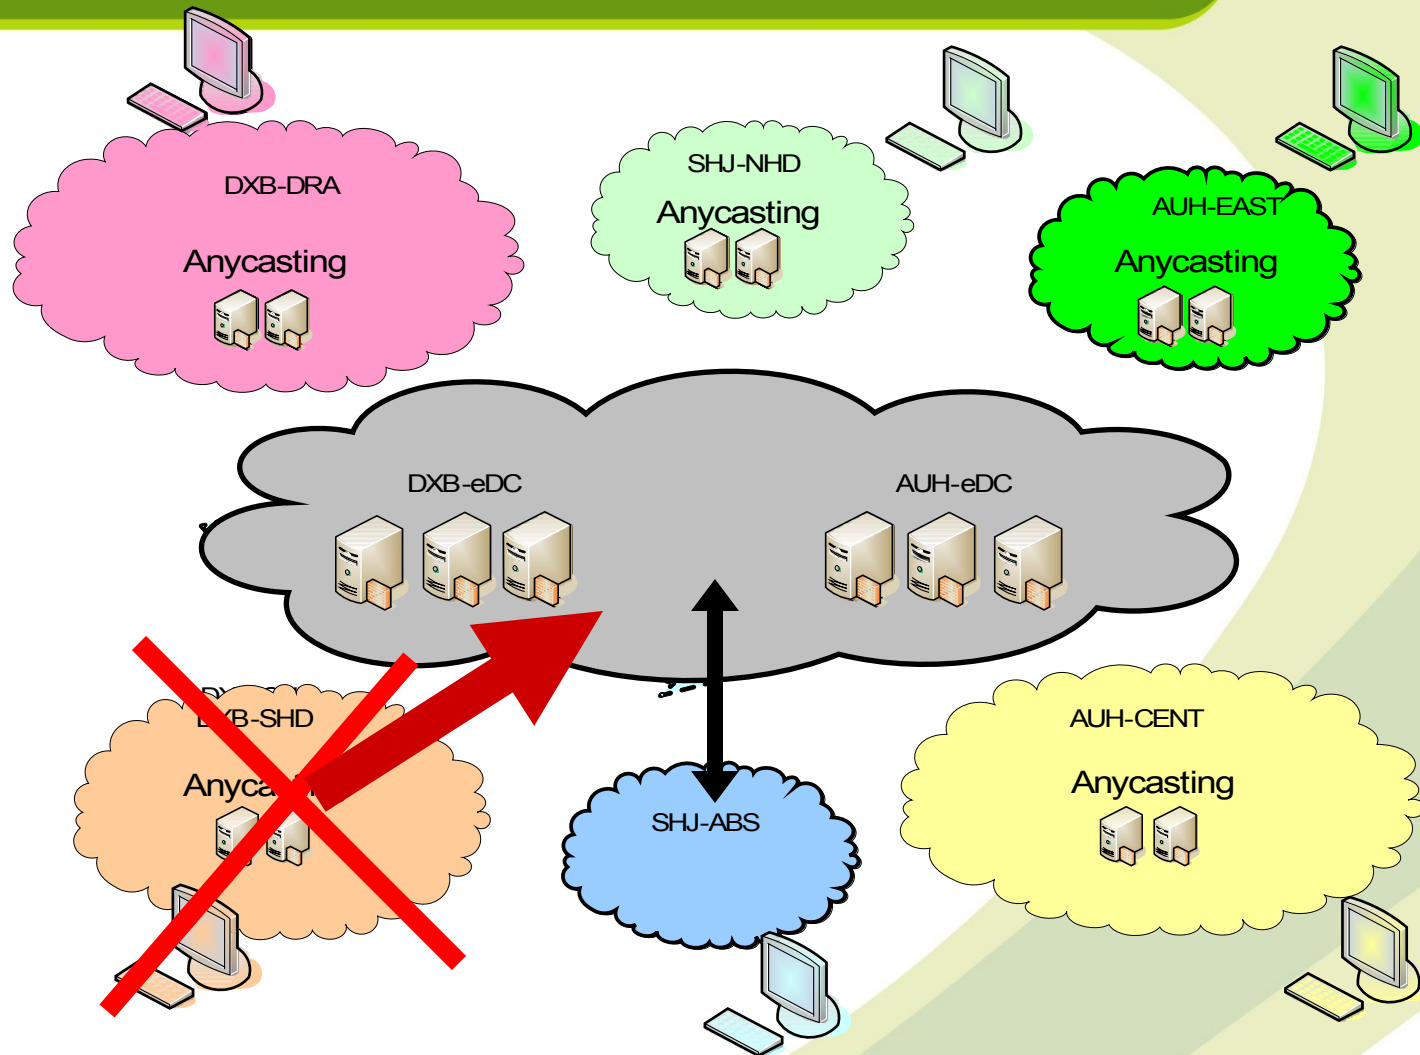 DXB-DRA
Anycasting
SHJ-NHD
Anycasting
AUH-EAST
Anycasting
DXB-eDC
AUH-eDC
DXB-SHD
SHJ-ABS
AUH-CENT
Anycasting